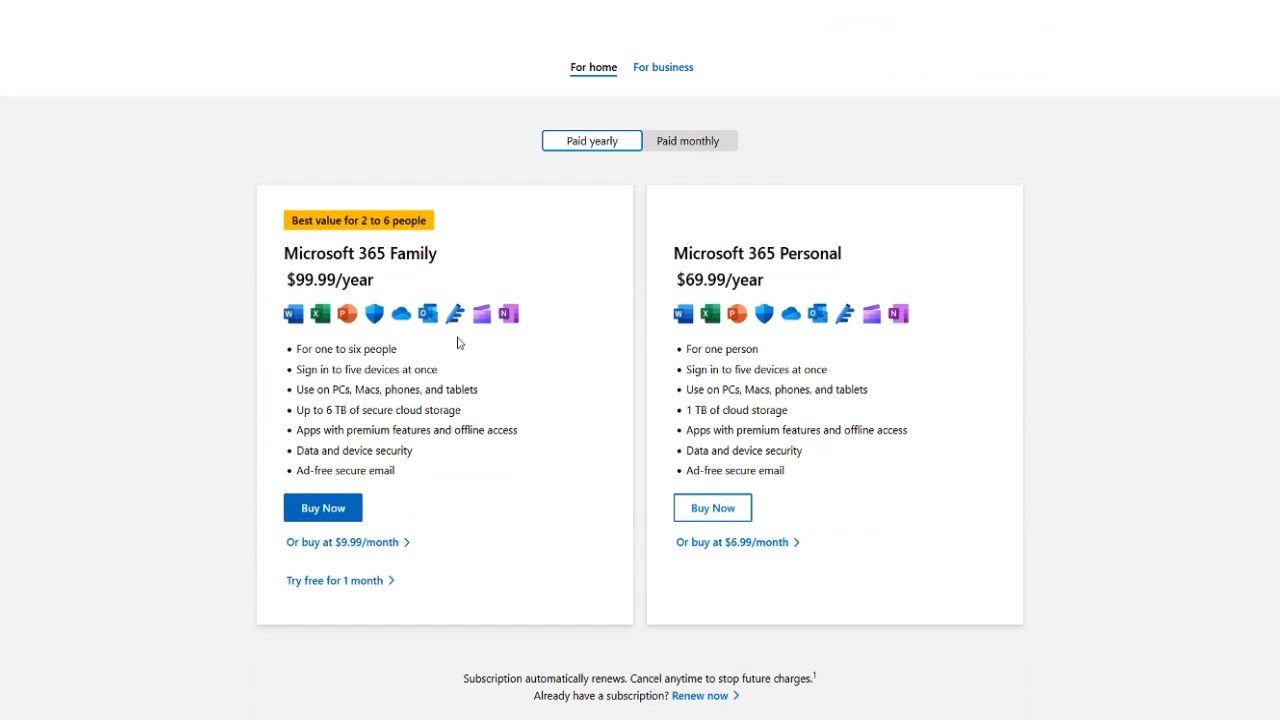 For home For business
Paid yearly Paid monthly
Best value for 2 to 6 people
Microsoft 365 Family
$99.99/year
W X P O N
• For one to six people
• Sign in to five devices at once
• Use on PCs, Macs, phones, and tablets
• Up to 6 TB of secure cloud storage
• Apps with premium features and offline access
• Data and device security
• Ad-free secure email
Buy Now
Or buy at $9.99/month >
Try free for 1 month >
Microsoft 365 Personal
$69.99/year
W X P O N
• For one person
• Sign in to five devices at once
• Use on PCs, Macs, phones, and tablets
• 1 TB of cloud storage
• Apps with premium features and offline access
• Data and device security
• Ad-free secure email
Buy Now
Or buy at $6.99/month >
Subscription automatically renews. Cancel anytime to stop future charges.1
Already have a subscription? Renew now >